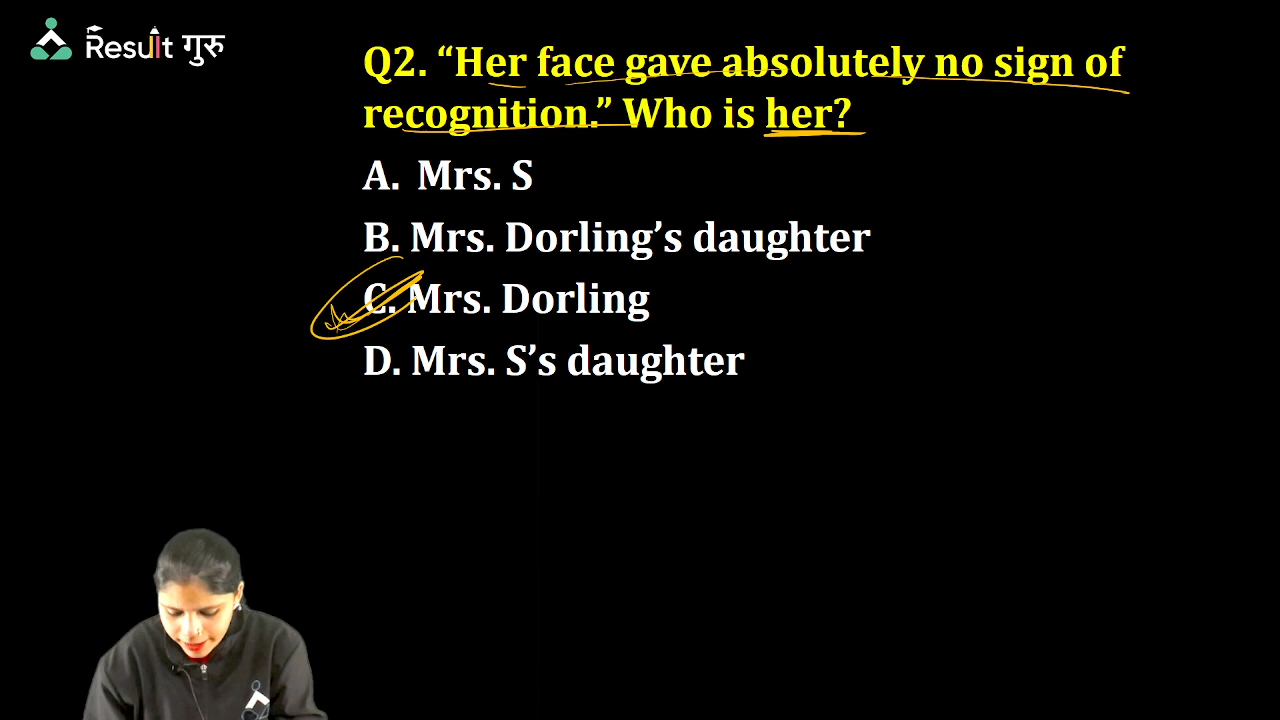 Result गुरु
Q2. “Her face gave absolutely no sign of
recognition.” Who is her?
A. Mrs. S
B. Mrs. Dorling’s daughter
C. Mrs. Dorling
D. Mrs. S’s daughter